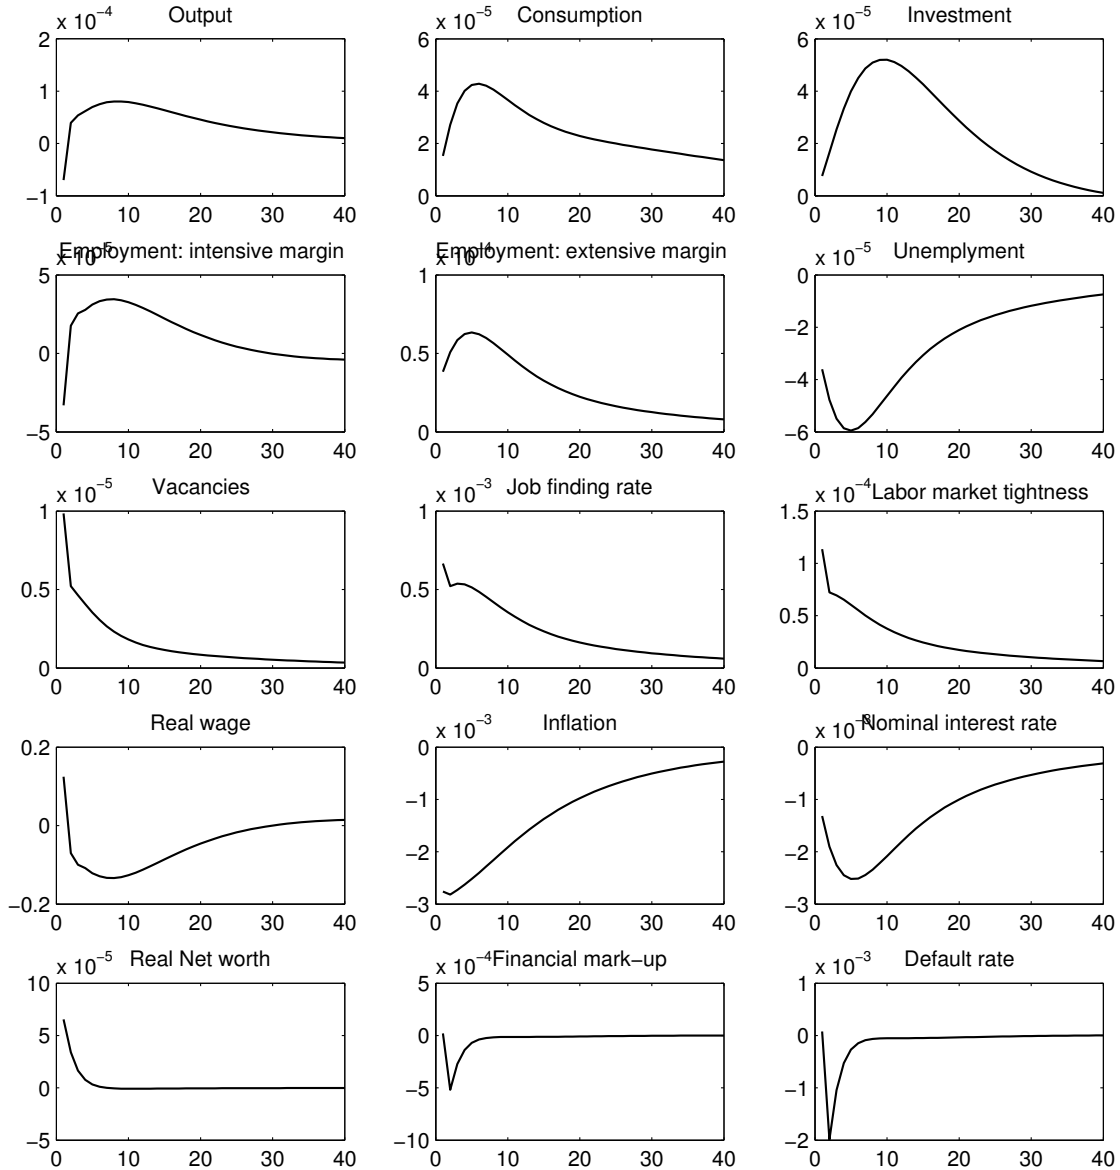 x 10−4 Output
2
1
0
−1
0 10 20 30 40
x 10−5 Consumption
6
4
2
0
0 10 20 30 40
x 10−5 Investment
6
4
2
0
0 10 20 30 40
x 10−5 Employment: intensive margin
5
0
−5
0 10 20 30 40
x 10−4 Employment: extensive margin
1
0.5
0
0 10 20 30 40
x 10−5 Unemplyment
0
−2
−4
−6
0 10 20 30 40
x 10−5 Vacancies
1
0.5
0
0 10 20 30 40
x 10−3 Job finding rate
1
0.5
0
0 10 20 30 40
x 10−4 Labor market tightness
1.5
1
0.5
0
0 10 20 30 40
Real wage
0.2
0
−0.2
0 10 20 30 40
x 10−3 Inflation
0
−1
−2
−3
0 10 20 30 40
x 10 Nominal interest rate
0
−1
−2
−3
0 10 20 30 40
x 10−5 Real Net worth
10
5
0
−5
0 10 20 30 40
x 10−4 Financial mark−up
5
0
−5
−10
0 10 20 30 40
x 10−3 Default rate
1
0
−1
−2
0 10 20 30 40